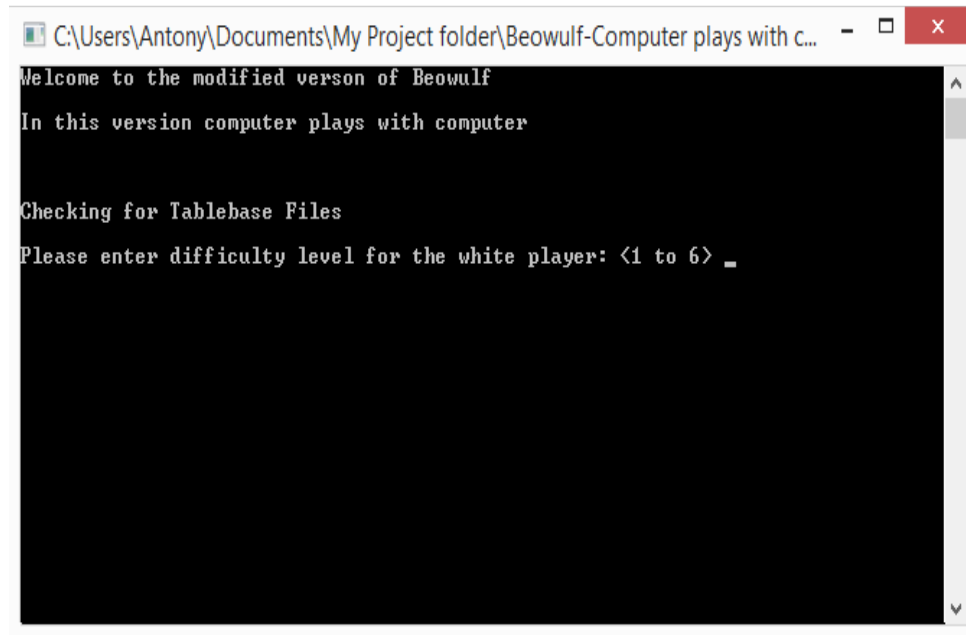 C:\Users\Antony\Documents\My Project folder\Beowulf-Computer plays with c...
Welcome to the modified verson of Beowulf
In this version computer plays with computer
Checking for Tablebase Files
Please enter difficulty level for the white player: <1 to 6> _